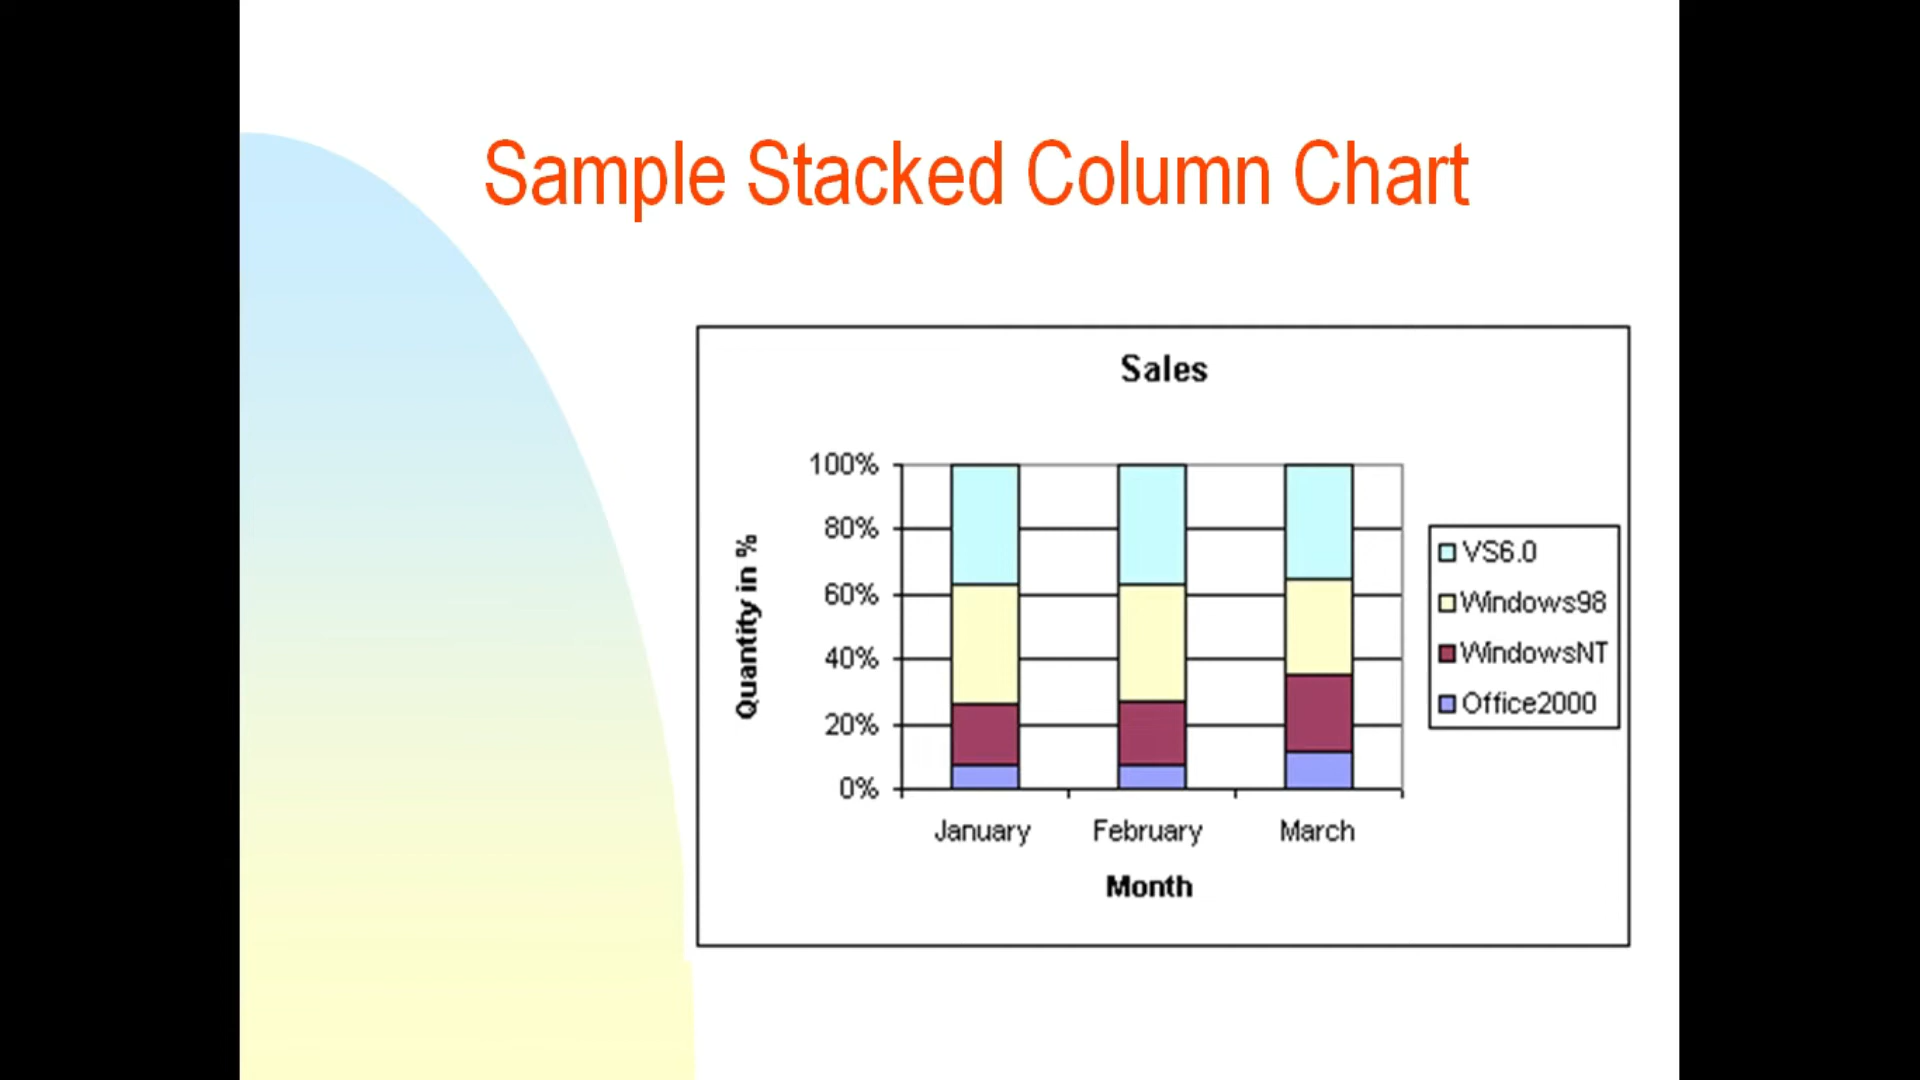 Sample Stacked Column Chart
Sales
100%
80%
60%
40%
20%
0%
Quantity in %
January February March
Month
VS6.0
Windows98
WindowsNT
Office2000